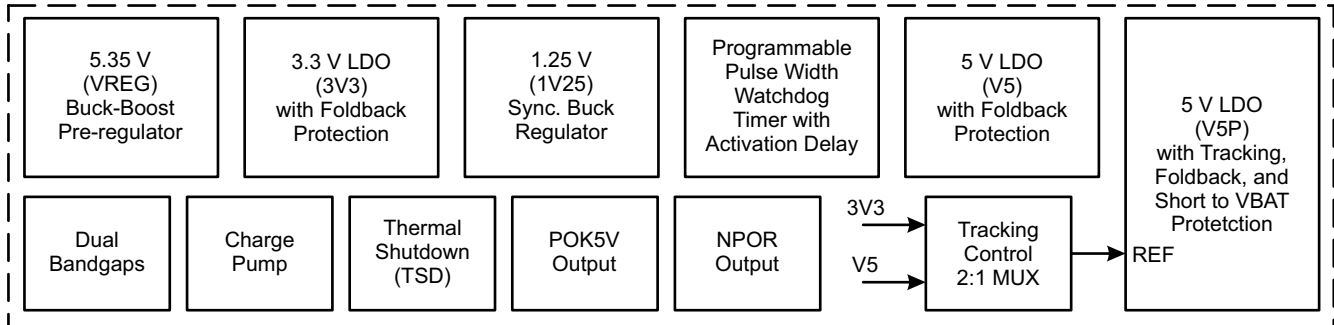 5.35 V
(VREG)
Buck-Boost
Pre-regulator
3.3 V LDO
(3V3)
with Foldback
Protection
1.25 V
(1V25)
Sync. Buck
Regulator
Programmable
Pulse Width
Watchdog
Timer with
Activation Delay
5 V LDO
(V5)
with Foldback
Protection
5 V LDO
(V5P)
with Tracking,
Foldback, and
Short to VBAT
Protetction
REF
Dual
Bandgaps
Charge
Pump
Thermal
Shutdown
(TSD)
POK5V
Output
NPOR
Output
3V3
V5
Tracking
Control
2:1 MUX